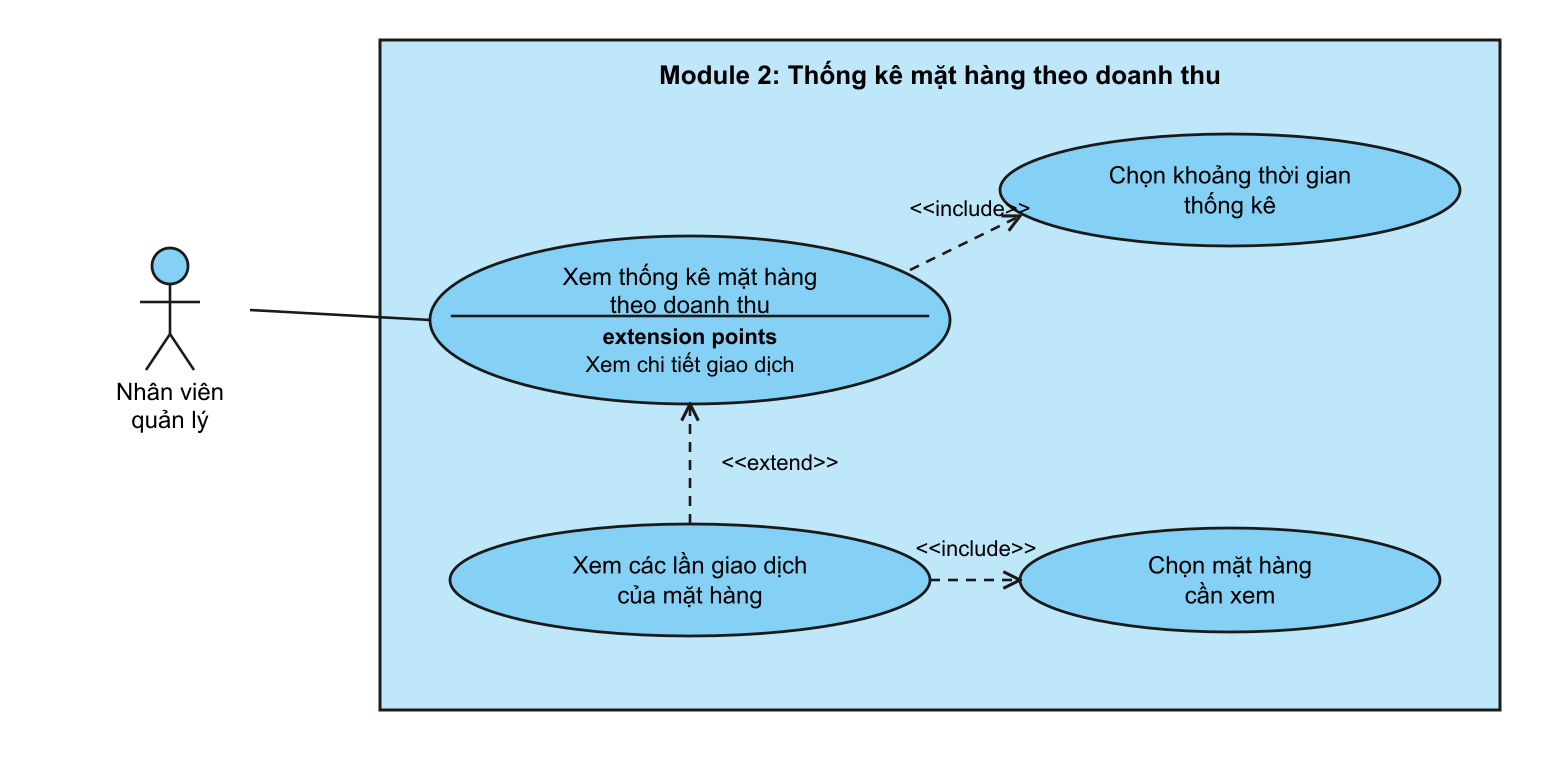 Module 2: Thống kê mặt hàng theo doanh thu
Chọn khoảng thời gian
thống kê
<<include>>
Xem thống kê mặt hàng
theo doanh thu
extension points
Xem chi tiết giao dịch
Nhân viên
quản lý
<<extend>>
Xem các lần giao dịch
của mặt hàng
<<include>>
Chọn mặt hàng
cần xem